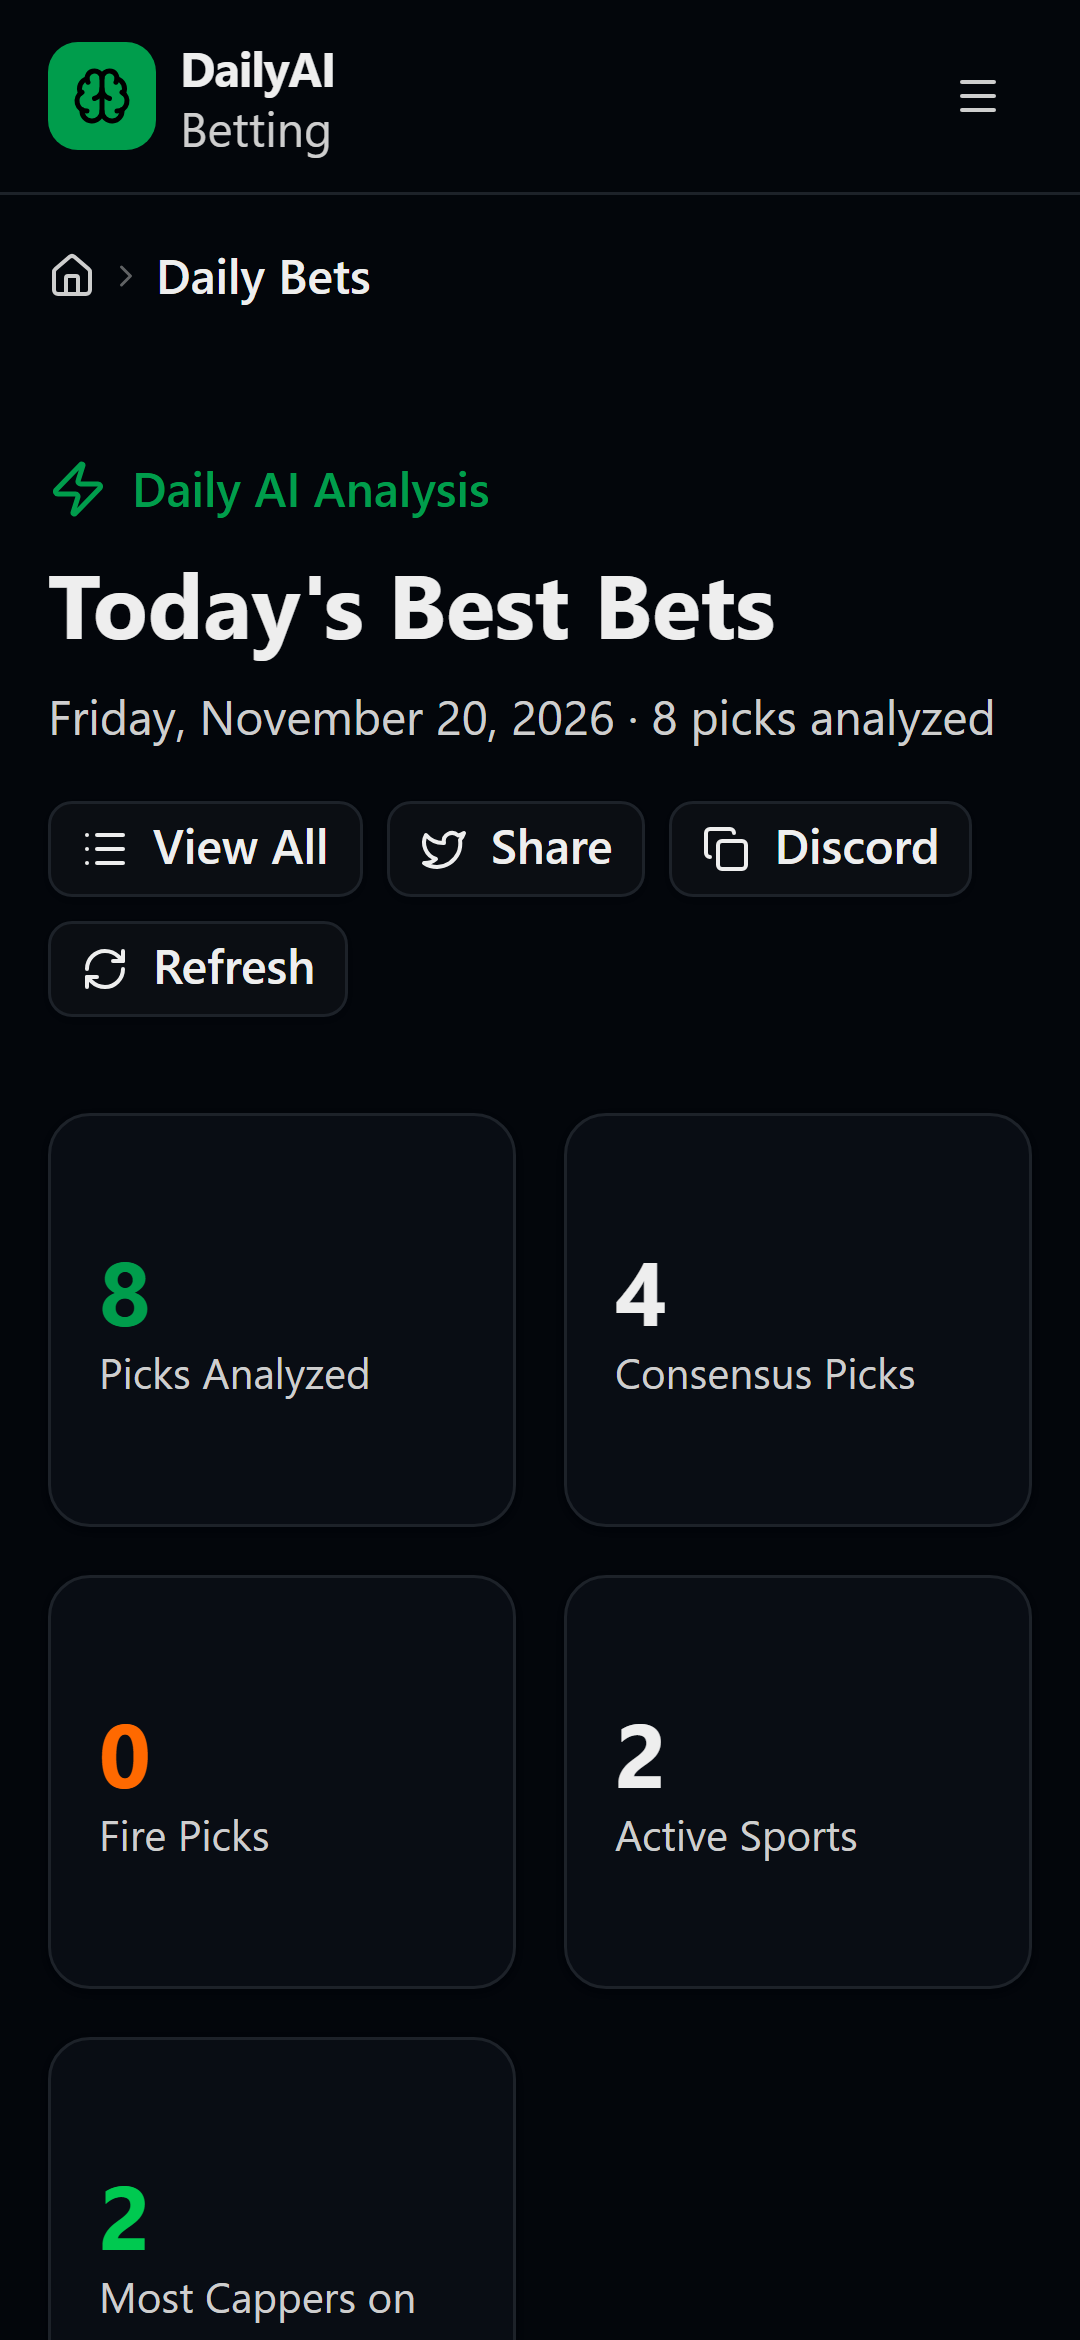 DailyAI
Betting
Daily Bets
Daily AI Analysis
Today's Best Bets
Friday, November 20, 2026 · 8 picks analyzed
View All
Share
Discord
Refresh
8
Picks Analyzed
4
Consensus Picks
0
Fire Picks
2
Active Sports
2
Most Cappers on